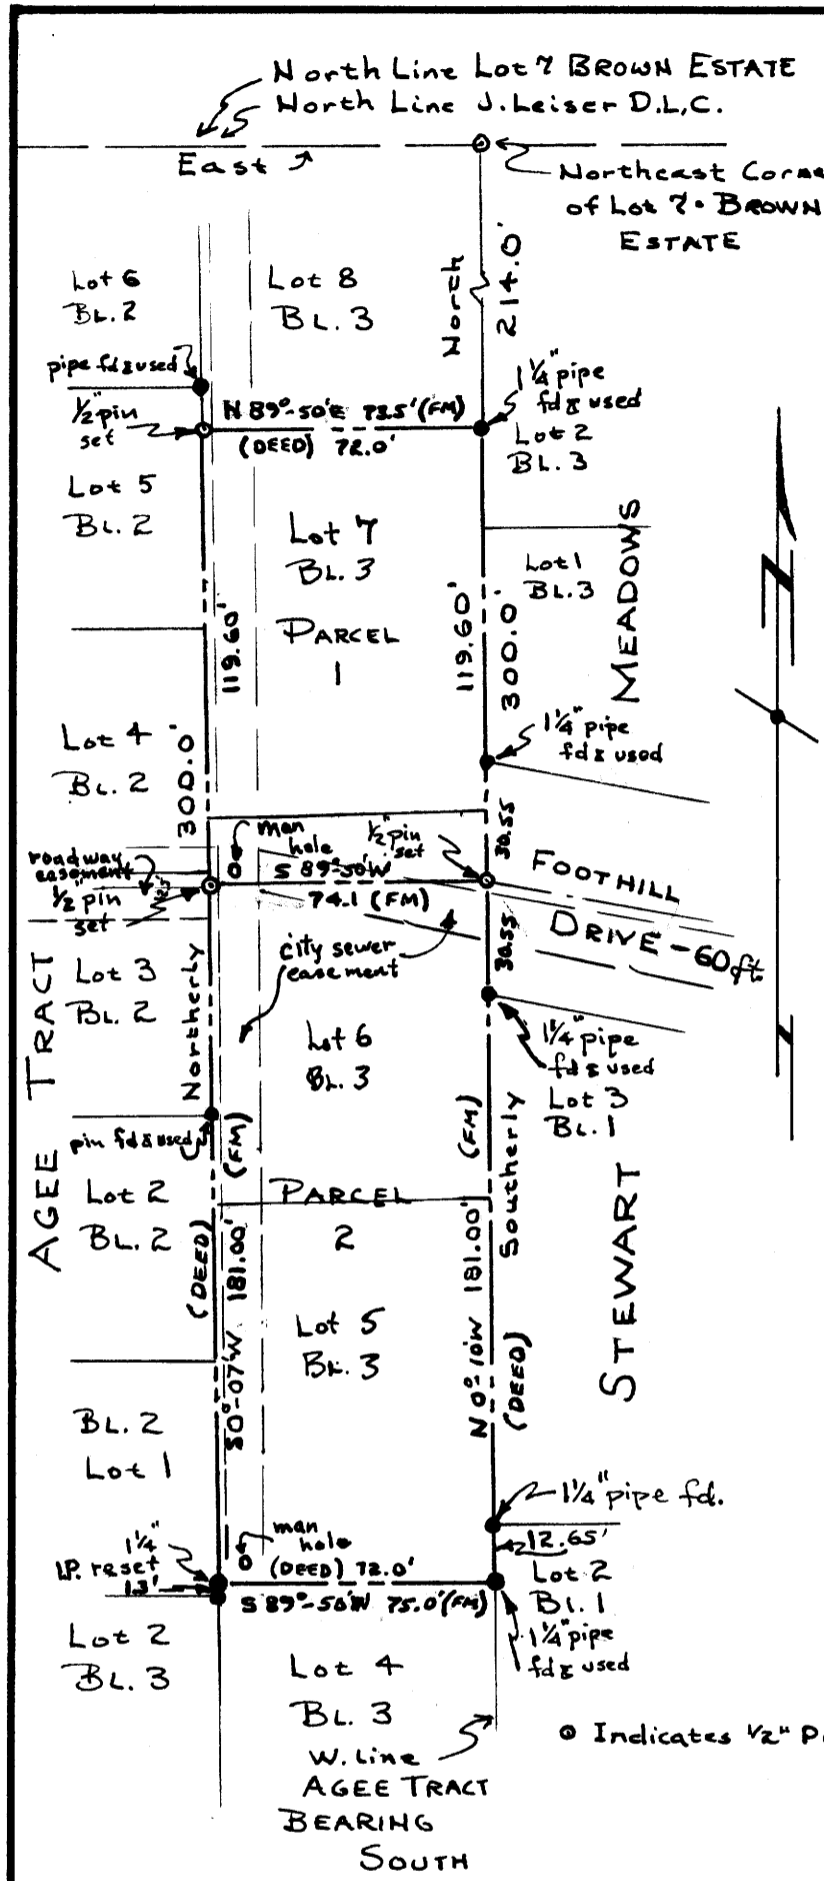 North Line Lot 7 BROWN ESTATE
North Line J. Leiser D.L.C.
East
Northeast Corne
of Lot 7 - BROWN
ESTATE
North
214.0'
Lot 6
BL. 2
Lot 8
BL. 3
pipe fd & used
1/2" pin
set
N 89°-50'E 73.5' (FM)
(DEED) 72.0'
1 1/4" pipe
fd & used
Lot 2
BL. 3
Lot 5
BL. 2
Lot 7
BL. 3
Lot 1
BL. 3
MEADOWS
PARCEL
1
119.60'
119.60'
300.0'
300.0'
Lot 4
BL. 2
1 1/4" pipe
fd & used
man
hole
1/2" pin
set
30.55
roadway
easement
1/2" pin
set
S 89°-50'W
74.1 (FM)
FOOTHILL
DRIVE - 60 ft.
30.55
city sewer
easement
AGEE TRACT
Lot 3
BL. 2
Northerly
Lot 6
BL. 3
1 1/4" pipe
fd & used
Lot 3
BL. 1
pin fd & used
(FM)
(FM)
Southerly
Lot 2
BL. 2
PARCEL
2
(DEED)
S 0°-07'W 181.00'
N 0°-10'W 181.00'
(DEED)
STEWART
Lot 5
BL. 3
BL. 2
Lot 1
1 1/4" pipe fd.
12.65'
1 1/4"
I.P. reset
1.3'
man
hole
(DEED) 72.0'
S 89°-50'W 75.0' (FM)
Lot 2
BL. 1
1 1/4" pipe
fd & used
Lot 2
BL. 3
Lot 4
BL. 3
W. Line
AGEE TRACT
BEARING
SOUTH
Indicates 1/2" P